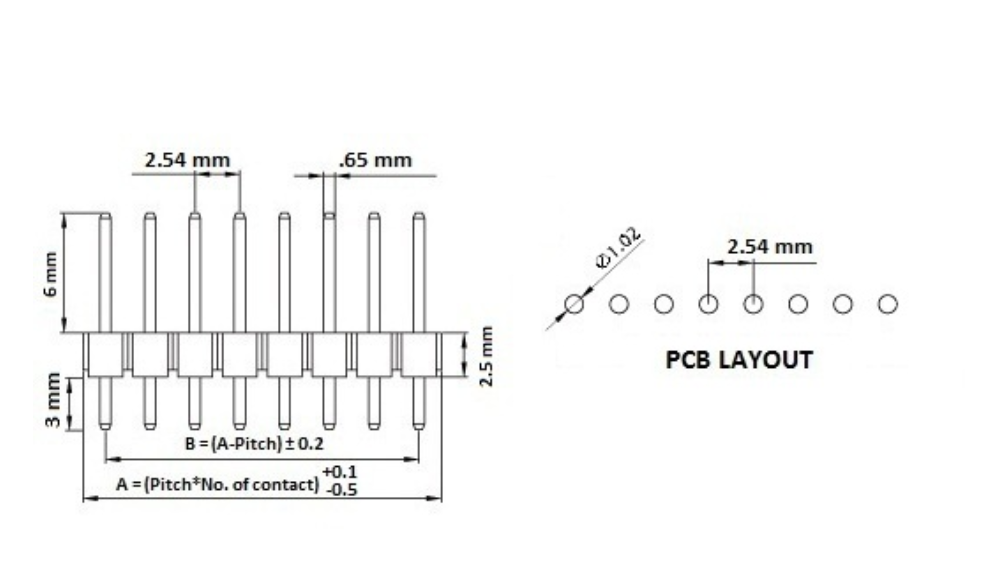 2.54 mm
.65 mm
6 mm
2.5 mm
3 mm
B = (A-Pitch) ± 0.2
A = (Pitch*No. of contact) +0.1
-0.5
∅1.02
2.54 mm
PCB LAYOUT